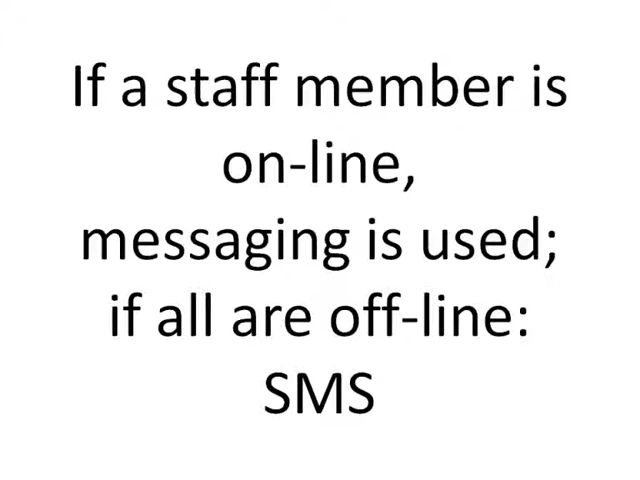 If a staff member is
on-line,
messaging is used;
if all are off-line:
SMS